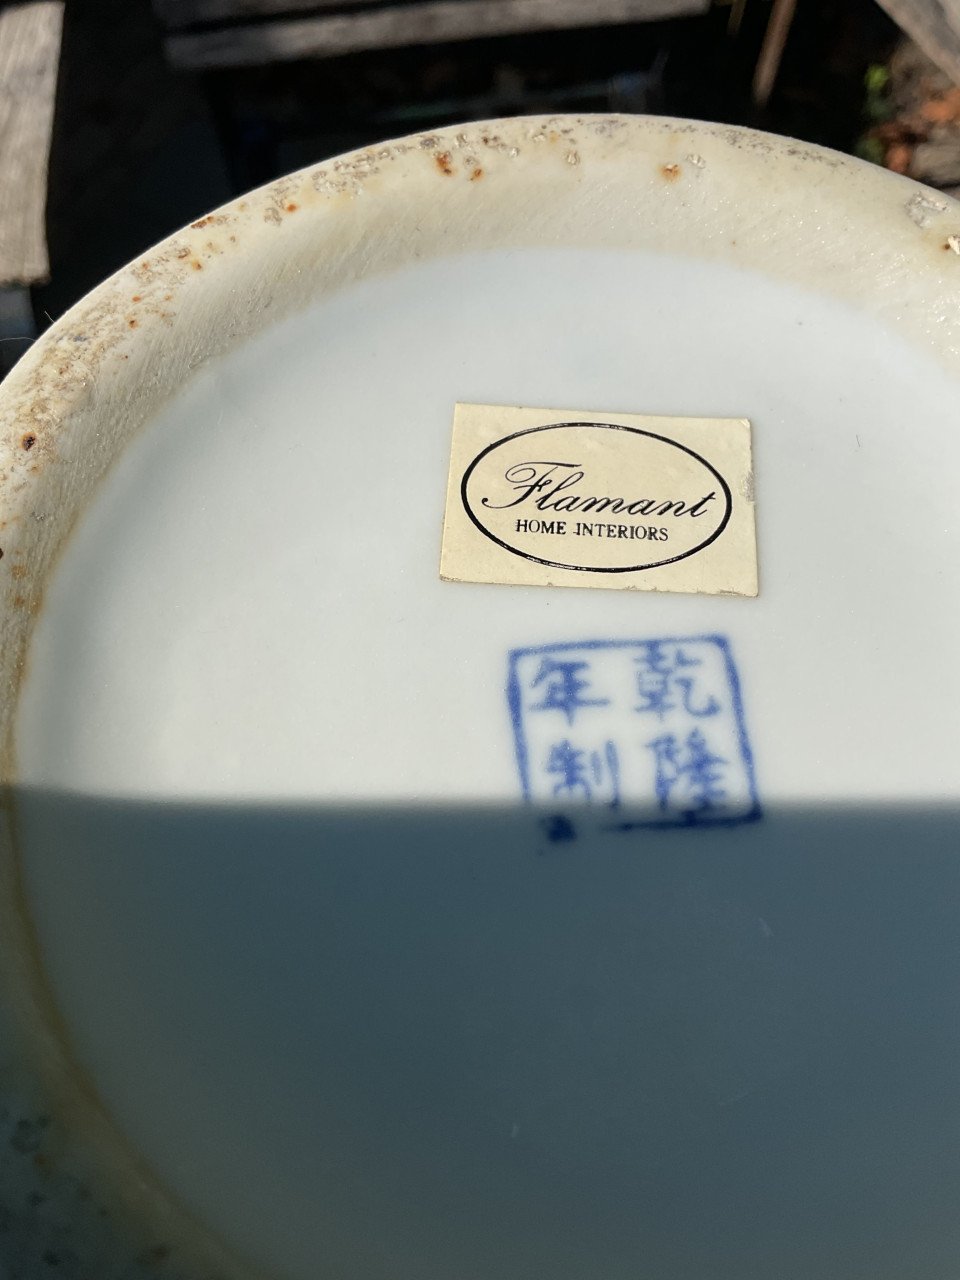 Flamant
HOME INTERIORS
乾隆
年制